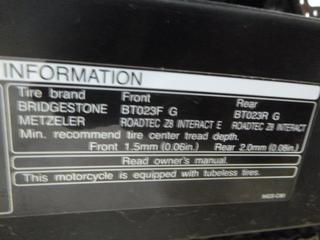 INFORMATION
Tire brand Front Rear
BRIDGESTONE BT023F G BT023R G
METZELER ROADTEC Z8 INTERACT E ROADTEC Z8 INTERACT
Min. recommend tire center tread depth.
Front 1.5mm (0.06in.) Rear 2.0mm (0.08in.)
Read owner's manual.
This motorcycle is equipped with tubeless tires.